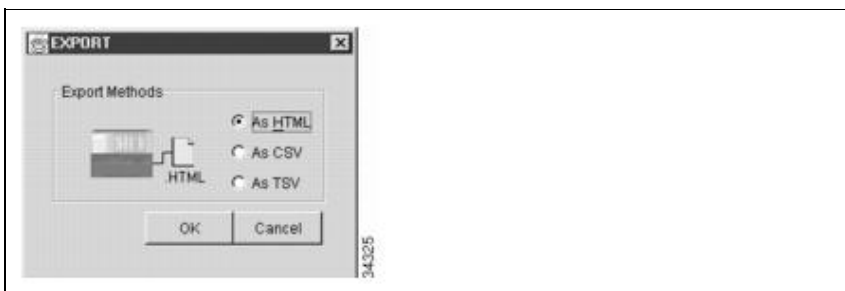 EXPORT
Export Methods
As HTML
As CSV
.HTML
As TSV
OK
Cancel
34325